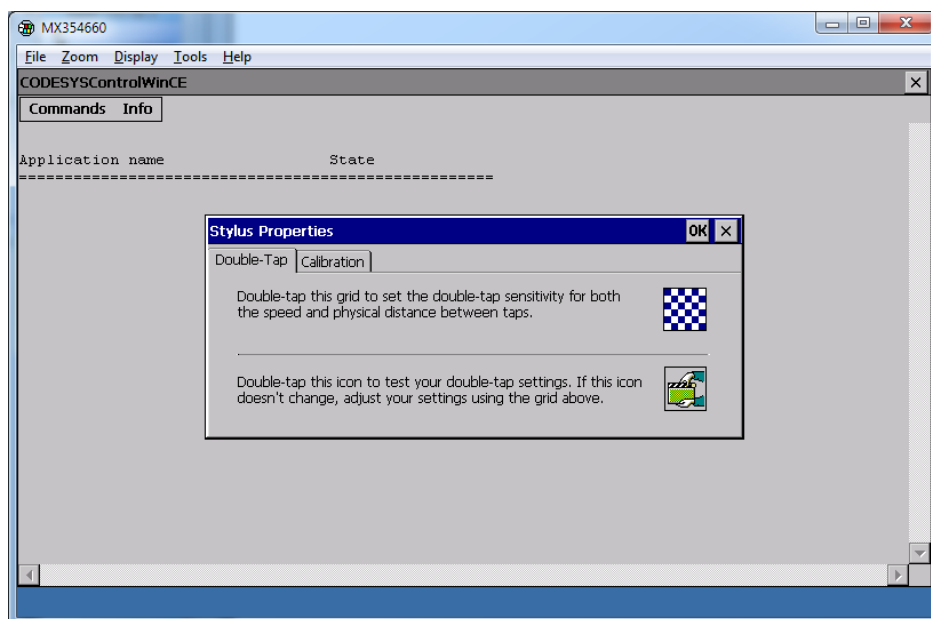 MX354660
File Zoom Display Tools Help
CODESYSControlWinCE
Commands Info
Application name State
====================================================
Stylus Properties OK
Double-Tap Calibration
Double-tap this grid to set the double-tap sensitivity for both
the speed and physical distance between taps.
Double-tap this icon to test your double-tap settings. If this icon
doesn't change, adjust your settings using the grid above.